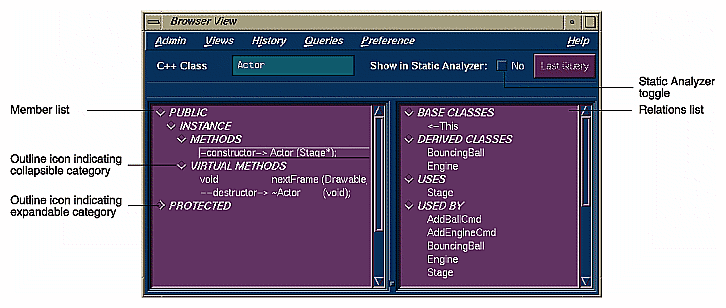 Browser View
Admin Views History Queries Preference Help
C++ Class Actor Show in Static Analyzer: No Last Query
Static Analyzer
toggle
Member list
Relations list
PUBLIC
INSTANCE
METHODS
-constructor-> Actor (Stage*);
VIRTUAL METHODS
void nextFrame (Drawable,
--destructor-> ~Actor (void);
PROTECTED
Outline icon indicating
collapsible category
Outline icon indicating
expandable category
BASE CLASSES
<-This
DERIVED CLASSES
BouncingBall
Engine
USES
Stage
USED BY
AddBallCmd
AddEngineCmd
BouncingBall
Engine
Stage